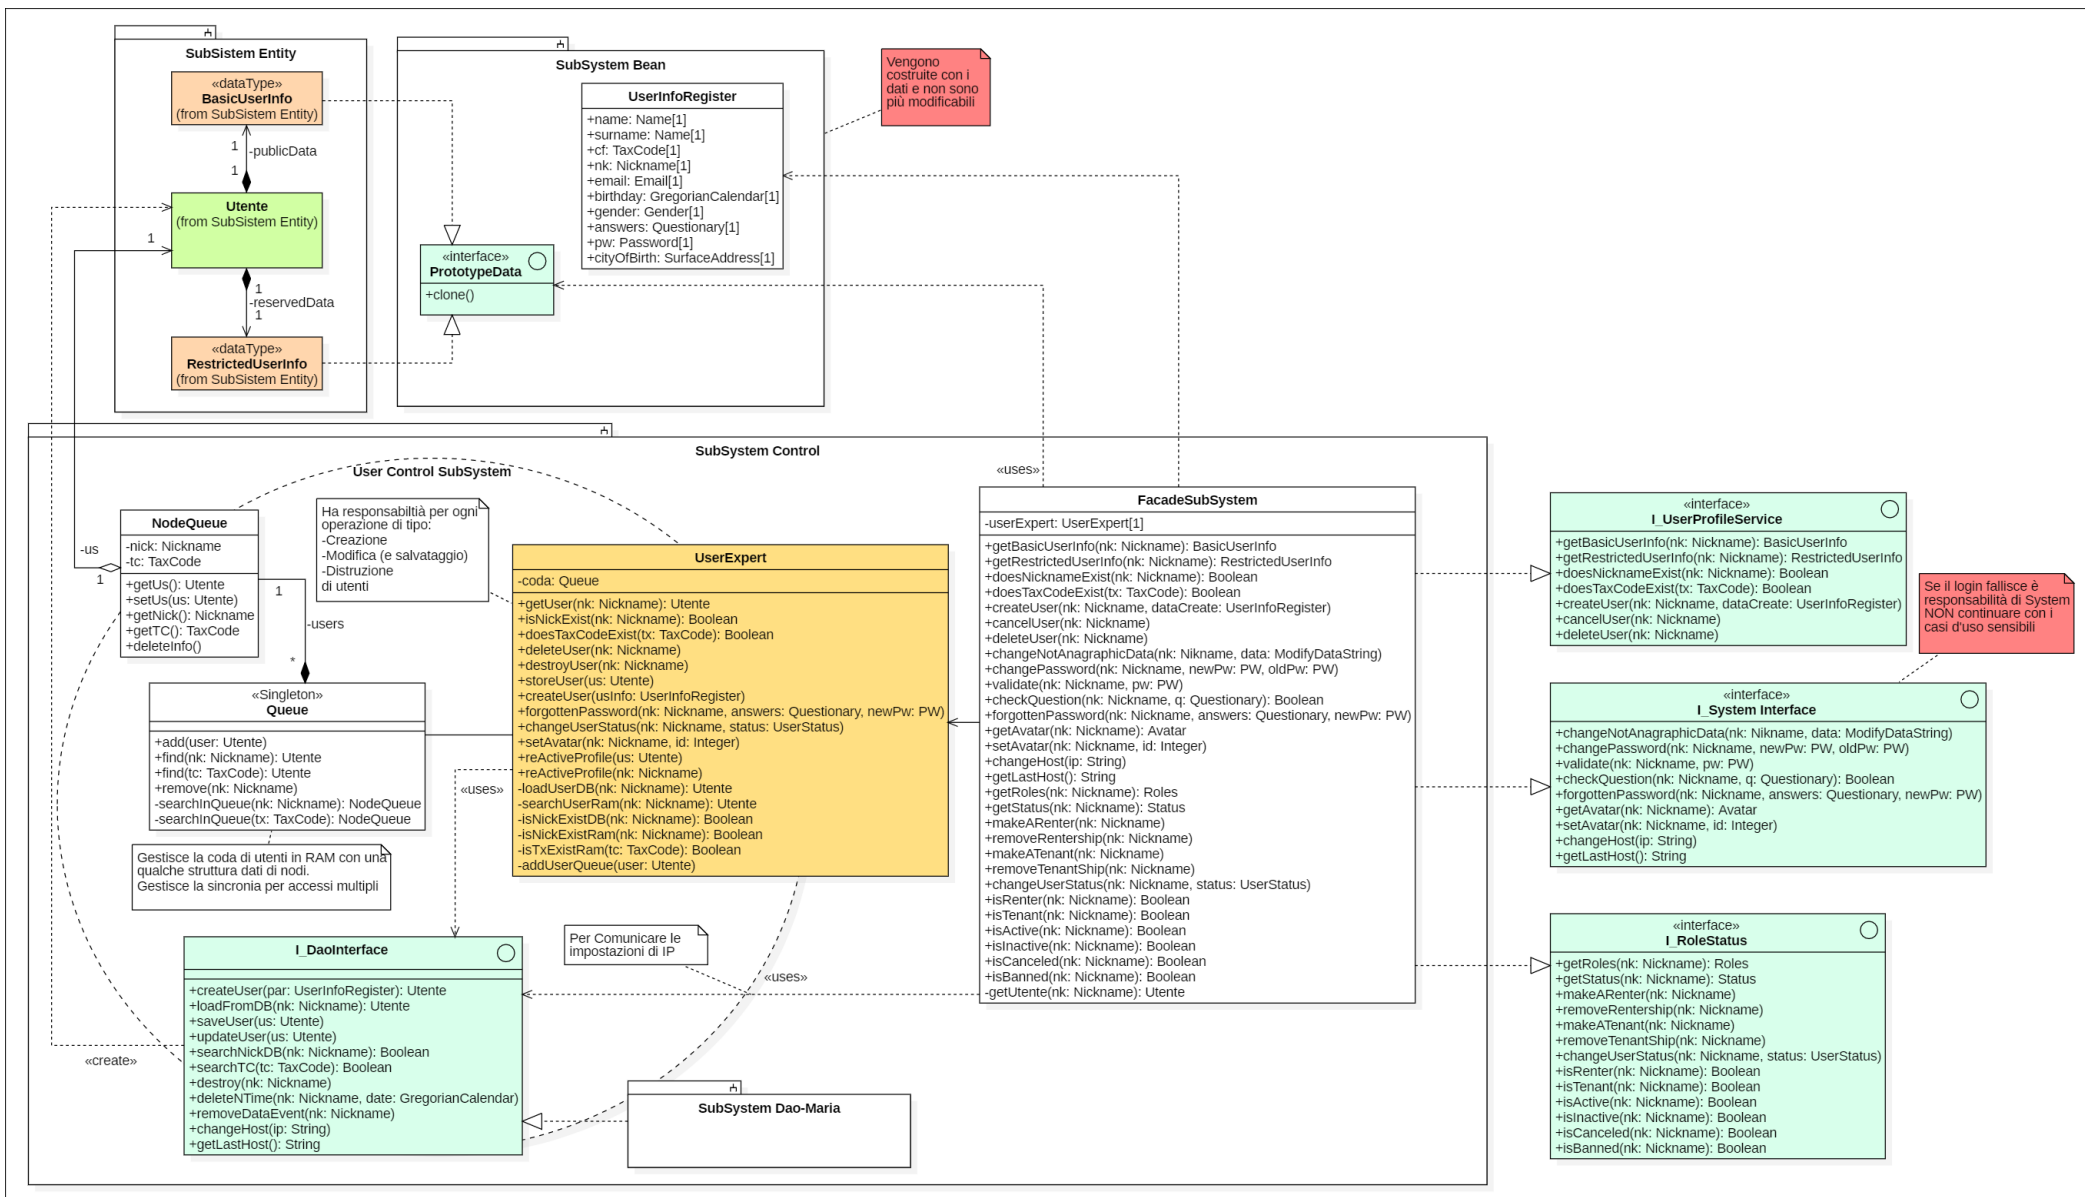 SubSistem Entity
«dataType»
BasicUserInfo
(from SubSistem Entity)
1
-publicData
1
Utente
(from SubSistem Entity)
1
1
-reservedData
1
«dataType»
RestrictedUserInfo
(from SubSistem Entity)
SubSystem Bean
UserInfoRegister
+name: Name[1]
+surname: Name[1]
+cf: TaxCode[1]
+nk: Nickname[1]
+email: Email[1]
+birthday: GregorianCalendar[1]
+gender: Gender[1]
+answers: Questionary[1]
+pw: Password[1]
+cityOfBirth: SurfaceAddress[1]
«interface»
PrototypeData
+clone()
Vengono
costruite con i
dati e non sono
più modificabili
SubSystem Control
User Control SubSystem
«uses»
NodeQueue
-nick: Nickname
-tc: TaxCode
+getUs(): Utente
+setUs(us: Utente)
+getNick(): Nickname
+getTC(): TaxCode
+deleteInfo()
-us
1
1
-users
*
Ha responsabiltià per ogni
operazione di tipo:
-Creazione
-Modifica (e salvataggio)
-Distruzione
di utenti
«Singleton»
Queue
+add(user: Utente)
+find(nk: Nickname): Utente
+find(tc: TaxCode): Utente
+remove(nk: Nickname)
-searchInQueue(nk: Nickname): NodeQueue
-searchInQueue(tx: TaxCode): NodeQueue
Gestisce la coda di utenti in RAM con una
qualche struttura dati di nodi.
Gestisce la sincronia per accessi multipli
UserExpert
-coda: Queue
+getUser(nk: Nickname): Utente
+isNickExist(nk: Nickname): Boolean
+doesTaxCodeExist(tx: TaxCode): Boolean
+deleteUser(nk: Nickname)
+destroyUser(nk: Nickname)
+storeUser(us: Utente)
+createUser(usInfo: UserInfoRegister)
+forgottenPassword(nk: Nickname, answers: Questionary, newPw: PW)
+changeUserStatus(nk: Nickname, status: UserStatus)
+setAvatar(nk: Nickname, id: Integer)
+reActiveProfile(us: Utente)
+reActiveProfile(nk: Nickname)
-loadUserDB(nk: Nickname): Utente
-searchUserRam(nk: Nickname): Utente
-isNickExistDB(nk: Nickname): Boolean
-isNickExistRam(nk: Nickname): Boolean
-isTxExistRam(tc: TaxCode): Boolean
-addUserQueue(user: Utente)
«uses»
FacadeSubSystem
-userExpert: UserExpert[1]
+getBasicUserInfo(nk: Nickname): BasicUserInfo
+getRestrictedUserInfo(nk: Nickname): RestrictedUserInfo
+doesNicknameExist(nk: Nickname): Boolean
+doesTaxCodeExist(tx: TaxCode): Boolean
+createUser(nk: Nickname, dataCreate: UserInfoRegister)
+cancelUser(nk: Nickname)
+deleteUser(nk: Nickname)
+changeNotAnagraphicData(nk: Nikname, data: ModifyDataString)
+changePassword(nk: Nickname, newPw: PW, oldPw: PW)
+validate(nk: Nickname, pw: PW)
+checkQuestion(nk: Nickname, q: Questionary): Boolean
+forgottenPassword(nk: Nickname, answers: Questionary, newPw: PW)
+getAvatar(nk: Nickname): Avatar
+setAvatar(nk: Nickname, id: Integer)
+changeHost(ip: String)
+getLastHost(): String
+getRoles(nk: Nickname): Roles
+getStatus(nk: Nickname): Status
+makeARenter(nk: Nickname)
+removeRentership(nk: Nickname)
+makeATenant(nk: Nickname)
+removeTenantShip(nk: Nickname)
+changeUserStatus(nk: Nickname, status: UserStatus)
+isRenter(nk: Nickname): Boolean
+isTenant(nk: Nickname): Boolean
+isActive(nk: Nickname): Boolean
+isInactive(nk: Nickname): Boolean
+isCanceled(nk: Nickname): Boolean
+isBanned(nk: Nickname): Boolean
-getUtente(nk: Nickname): Utente
«interface»
I_UserProfileService
+getBasicUserInfo(nk: Nickname): BasicUserInfo
+getRestrictedUserInfo(nk: Nickname): RestrictedUserInfo
+doesNicknameExist(nk: Nickname): Boolean
+doesTaxCodeExist(tx: TaxCode): Boolean
+createUser(nk: Nickname, dataCreate: UserInfoRegister)
+cancelUser(nk: Nickname)
+deleteUser(nk: Nickname)
Se il login fallisce è
responsabilità di System
NON continuare con i
casi d'uso sensibili
«interface»
I_System Interface
+changeNotAnagraphicData(nk: Nikname, data: ModifyDataString)
+changePassword(nk: Nickname, newPw: PW, oldPw: PW)
+validate(nk: Nickname, pw: PW)
+checkQuestion(nk: Nickname, q: Questionary): Boolean
+forgottenPassword(nk: Nickname, answers: Questionary, newPw: PW)
+getAvatar(nk: Nickname): Avatar
+setAvatar(nk: Nickname, id: Integer)
+changeHost(ip: String)
+getLastHost(): String
«interface»
I_RoleStatus
+getRoles(nk: Nickname): Roles
+getStatus(nk: Nickname): Status
+makeARenter(nk: Nickname)
+removeRentership(nk: Nickname)
+makeATenant(nk: Nickname)
+removeTenantShip(nk: Nickname)
+changeUserStatus(nk: Nickname, status: UserStatus)
+isRenter(nk: Nickname): Boolean
+isTenant(nk: Nickname): Boolean
+isActive(nk: Nickname): Boolean
+isInactive(nk: Nickname): Boolean
+isCanceled(nk: Nickname): Boolean
+isBanned(nk: Nickname): Boolean
Per Comunicare le
impostazioni di IP
«uses»
«create»
I_DaoInterface
+createUser(par: UserInfoRegister): Utente
+loadFromDB(nk: Nickname): Utente
+saveUser(us: Utente)
+updateUser(us: Utente)
+searchNickDB(nk: Nickname): Boolean
+searchTC(tc: TaxCode): Boolean
+destroy(nk: Nickname)
+deleteNTime(nk: Nickname, date: GregorianCalendar)
+removeDataEvent(nk: Nickname)
+changeHost(ip: String)
+getLastHost(): String
SubSystem Dao-Maria